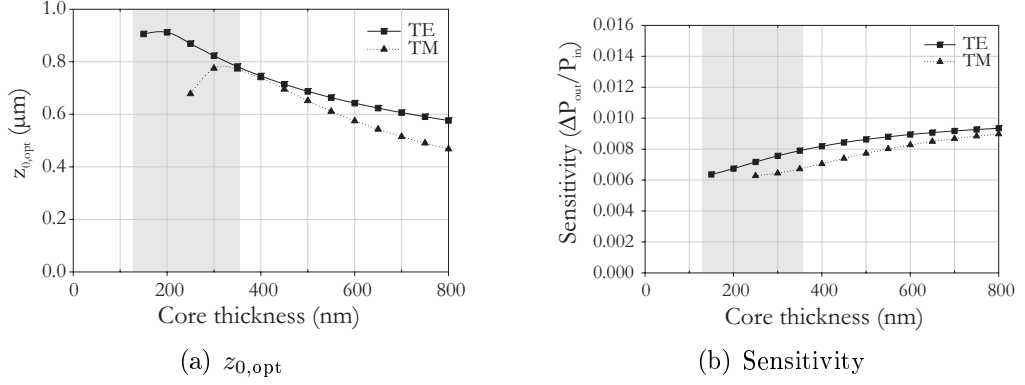 1.0
0.8
0.6
0.4
0.2
0.0
z0,opt (μm)
0 200 400 600 800
Core thickness (nm)
TE
TM
(a) z0,opt
0.016
0.014
0.012
0.010
0.008
0.006
0.004
0.002
0.000
Sensitivity (ΔPout/Pin)
0 200 400 600 800
Core thickness (nm)
TE
TM
(b) Sensitivity